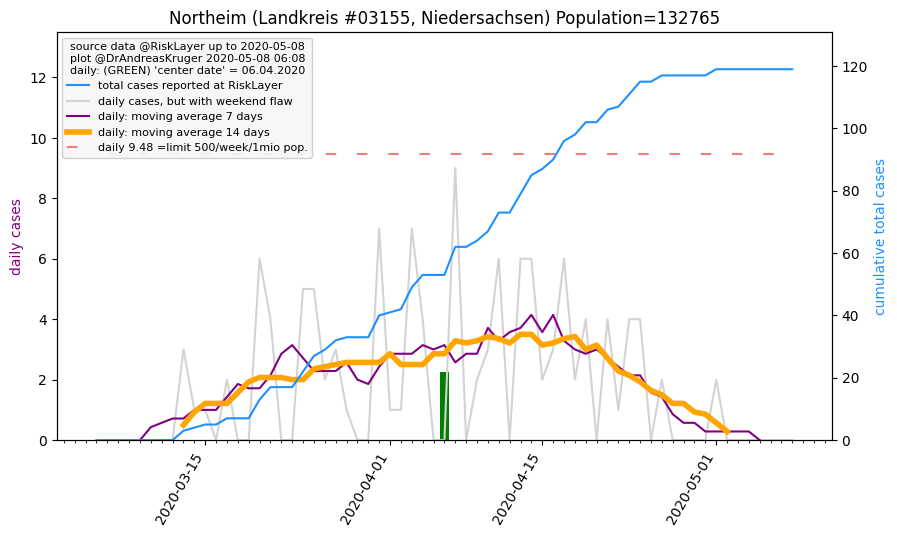 Northeim (Landkreis #03155, Niedersachsen) Population=132765
source data @RiskLayer up to 2020-05-08
plot @DrAndreasKruger 2020-05-08 06:08
daily: (GREEN) 'center date' = 06.04.2020
total cases reported at RiskLayer
daily cases, but with weekend flaw
daily: moving average 7 days
daily: moving average 14 days
daily 9.48 =limit 500/week/1mio pop.
daily cases
12
10
8
6
4
2
0
120
100
80
60
40
20
0
cumulative total cases
2020-03-15
2020-04-01
2020-04-15
2020-05-01